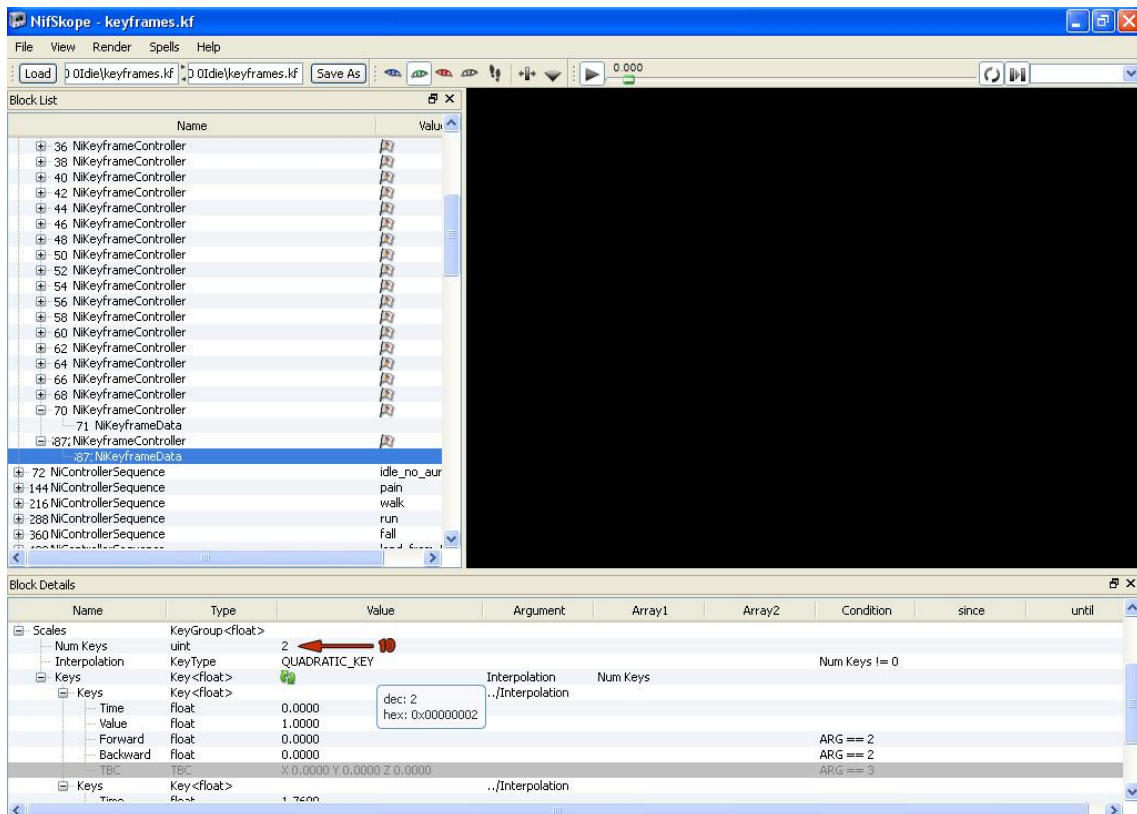 NifSkope - keyframes.kf
File View Render Spells Help
Load 0Idie\keyframes.kf 0Idie\keyframes.kf Save As 0.000
Block List
Name Valu
36 NiKeyframeController
38 NiKeyframeController
40 NiKeyframeController
42 NiKeyframeController
44 NiKeyframeController
46 NiKeyframeController
48 NiKeyframeController
50 NiKeyframeController
52 NiKeyframeController
54 NiKeyframeController
56 NiKeyframeController
58 NiKeyframeController
60 NiKeyframeController
62 NiKeyframeController
64 NiKeyframeController
66 NiKeyframeController
68 NiKeyframeController
70 NiKeyframeController
71 NiKeyframeData
87 NiKeyframeController
87 NiKeyframeData
72 NiControllerSequence idle_no_aur
144 NiControllerSequence pain
216 NiControllerSequence walk
288 NiControllerSequence run
360 NiControllerSequence fall
Block Details
Name Type Value Argument Array1 Array2 Condition since until
Scales KeyGroup<float>
Num Keys uint 2 10
Interpolation KeyType QUADRATIC_KEY Num Keys != 0
Keys Key<float> Interpolation Num Keys
Keys Key<float> ../Interpolation
dec: 2
hex: 0x00000002
Time float 0.0000
Value float 1.0000
Forward float 0.0000 ARG == 2
Backward float 0.0000 ARG == 2
TBC TBC X 0.0000 Y 0.0000 Z 0.0000 ARG == 3
Keys Key<float> ../Interpolation
Time float 1.7600